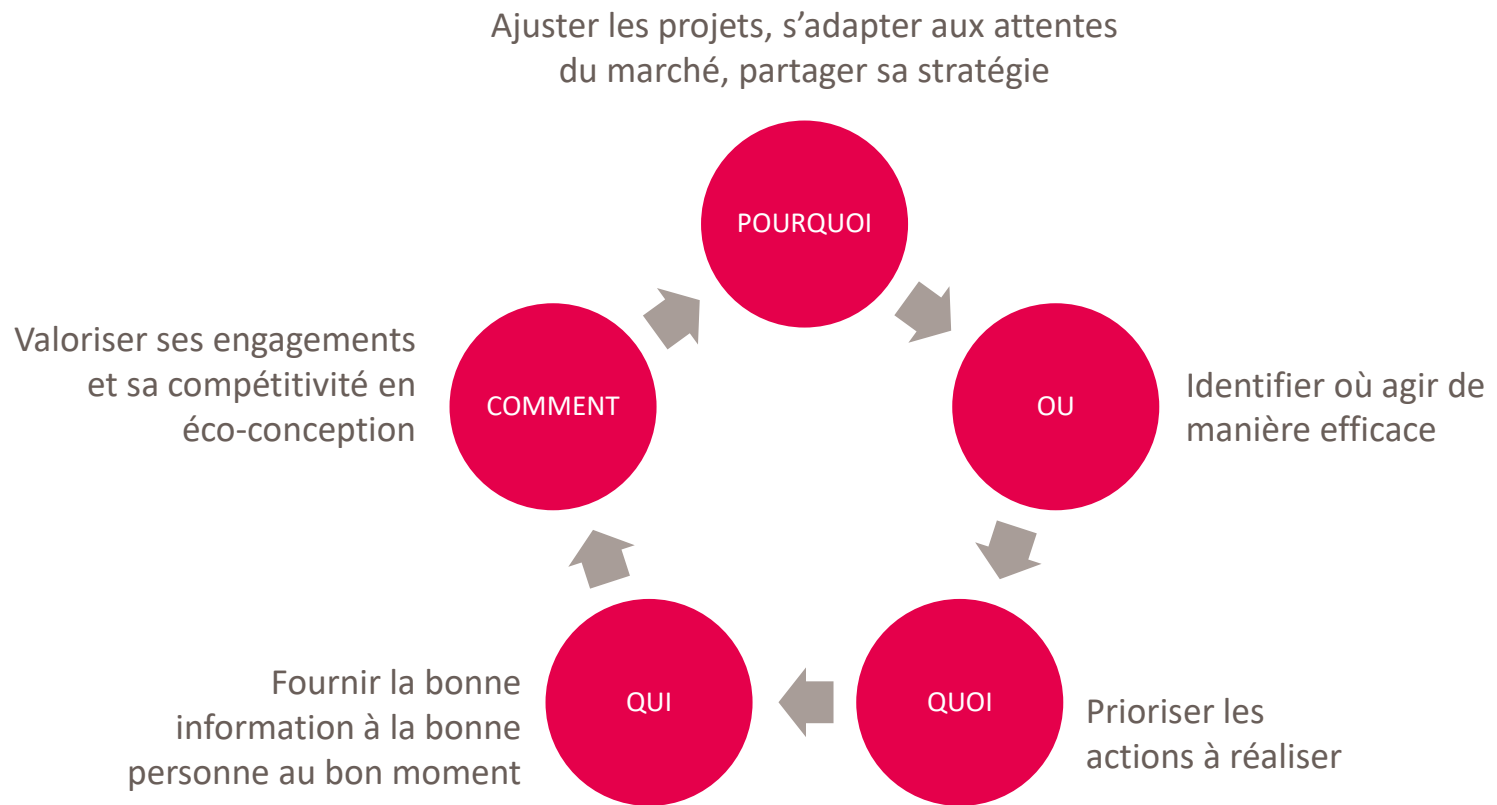 Ajuster les projets, s’adapter aux attentes
du marché, partager sa stratégie
POURQUOI
OU
Identifier où agir de
manière efficace
QUOI
Prioriser les
actions à réaliser
QUI
Fournir la bonne
information à la bonne
personne au bon moment
COMMENT
Valoriser ses engagements
et sa compétitivité en
éco-conception